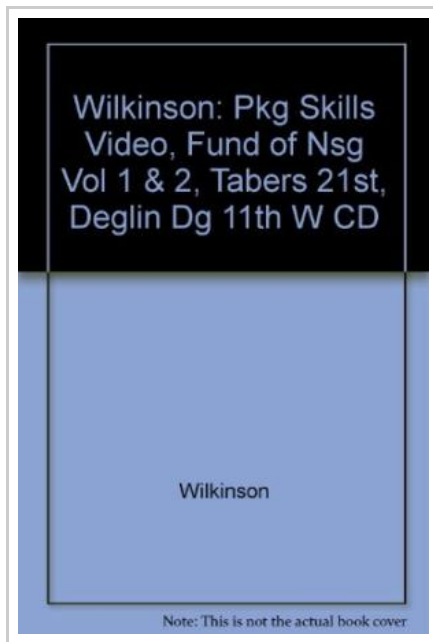 Wilkinson: Pkg Skills
Video, Fund of Nsg
Vol 1 & 2, Tabers 21st,
Deglin Dg 11th W CD
Wilkinson
Note: This is not the actual book cover